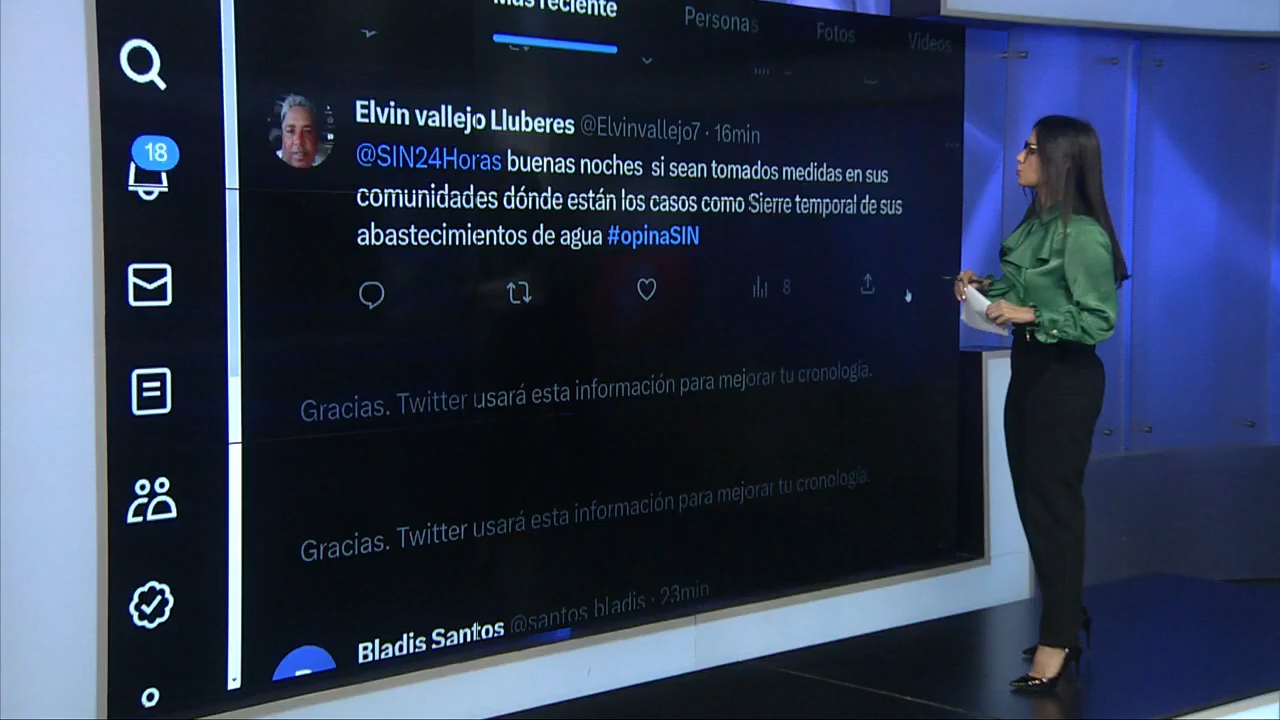 Más reciente
Personas
Fotos
Videos
18
Elvin vallejo Lluberes @Elvinvallejo7 · 16min
@SIN24Horas buenas noches si sean tomados medidas en sus
comunidades dónde están los casos como Sierre temporal de sus
abastecimientos de agua #opinaSIN
8
Gracias. Twitter usará esta información para mejorar tu cronología.
Gracias. Twitter usará esta información para mejorar tu cronología.
Bladis Santos @santos bladis · 23min